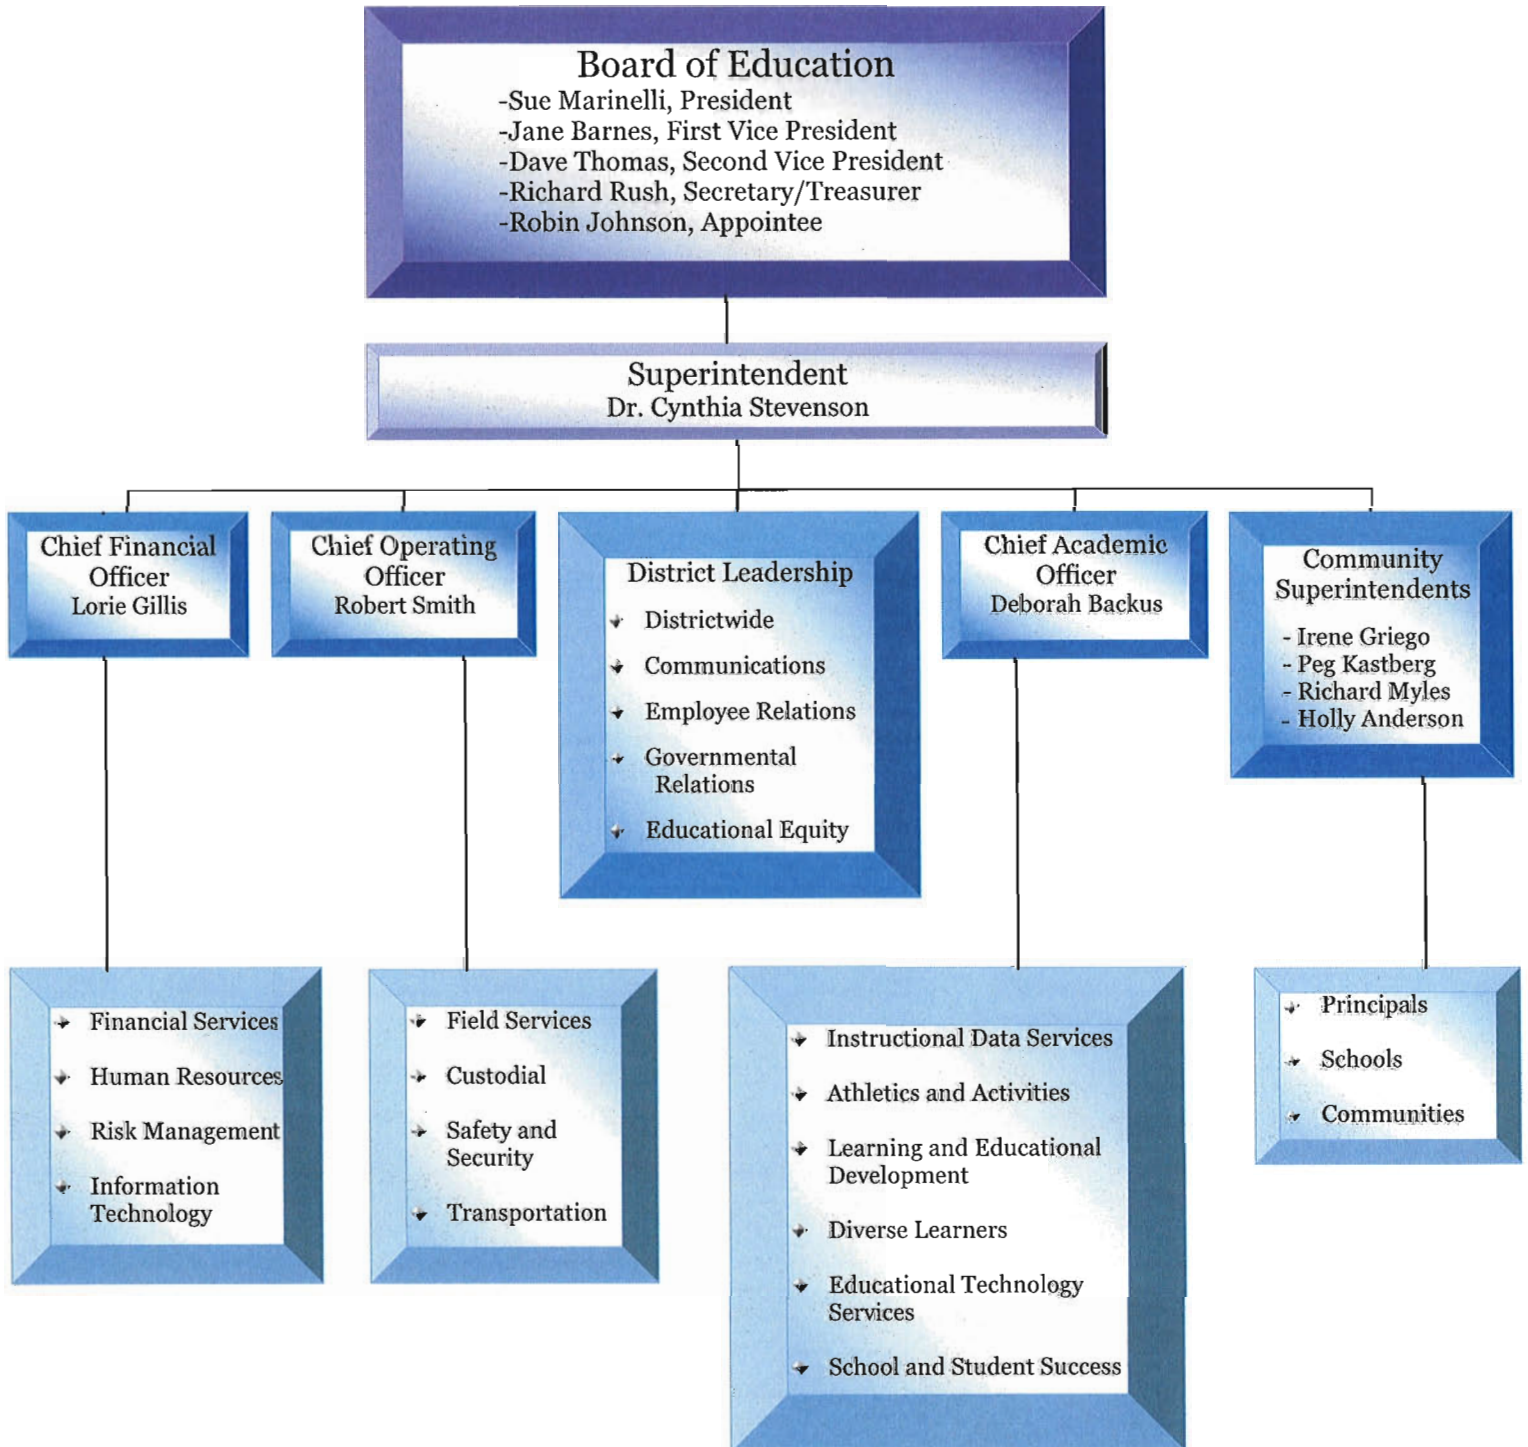 Board of Education
-Sue Marinelli, President
-Jane Barnes, First Vice President
-Dave Thomas, Second Vice President
-Richard Rush, Secretary/Treasurer
-Robin Johnson, Appointee
Superintendent
Dr. Cynthia Stevenson
Chief Financial
Officer
Lorie Gillis
Chief Operating
Officer
Robert Smith
District Leadership
Districtwide
Communications
Employee Relations
Governmental
Relations
Educational Equity
Chief Academic
Officer
Deborah Backus
Community
Superintendents
- Irene Griego
- Peg Kastberg
- Richard Myles
- Holly Anderson
Financial Services
Human Resources
Risk Management
Information
Technology
Field Services
Custodial
Safety and
Security
Transportation
Instructional Data Services
Athletics and Activities
Learning and Educational
Development
Diverse Learners
Educational Technology
Services
School and Student Success
Principals
Schools
Communities